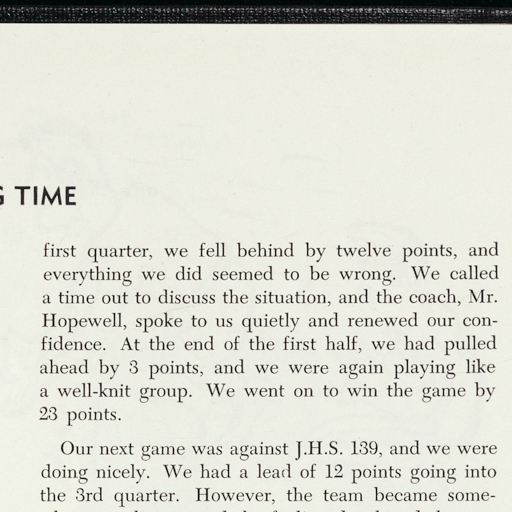 TIME
first quarter, we fell behind by twelve points, and
everything we did seemed to be wrong. We called
a time out to discuss the situation, and the coach, Mr.
Hopewell, spoke to us quietly and renewed our con-
fidence. At the end of the first half, we had pulled
ahead by 3 points, and we were again playing like
a well-knit group. We went on to win the game by
23 points.
Our next game was against J.H.S. 139, and we were
doing nicely. We had a lead of 12 points going into
the 3rd quarter. However, the team became some-